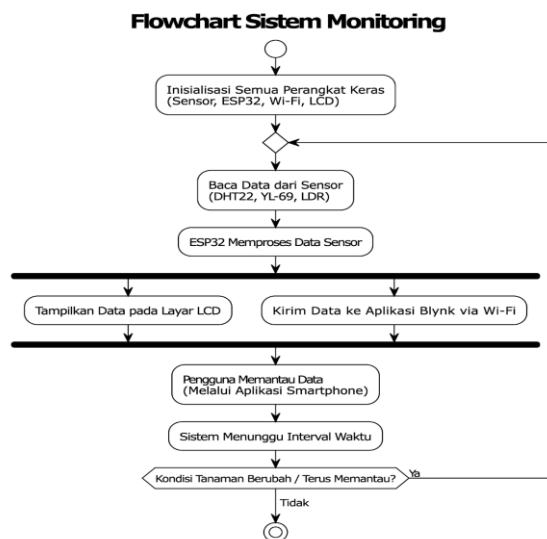 Flowchart Sistem Monitoring
Inisialisasi Semua Perangkat Keras
(Sensor, ESP32, Wi-Fi, LCD)
Baca Data dari Sensor
(DHT22, YL-69, LDR)
ESP32 Memproses Data Sensor
Tampilkan Data pada Layar LCD
Kirim Data ke Aplikasi Blynk via Wi-Fi
Pengguna Memantau Data
(Melalui Aplikasi Smartphone)
Sistem Menunggu Interval Waktu
Kondisi Tanaman Berubah / Terus Memantau?
Ya
Tidak